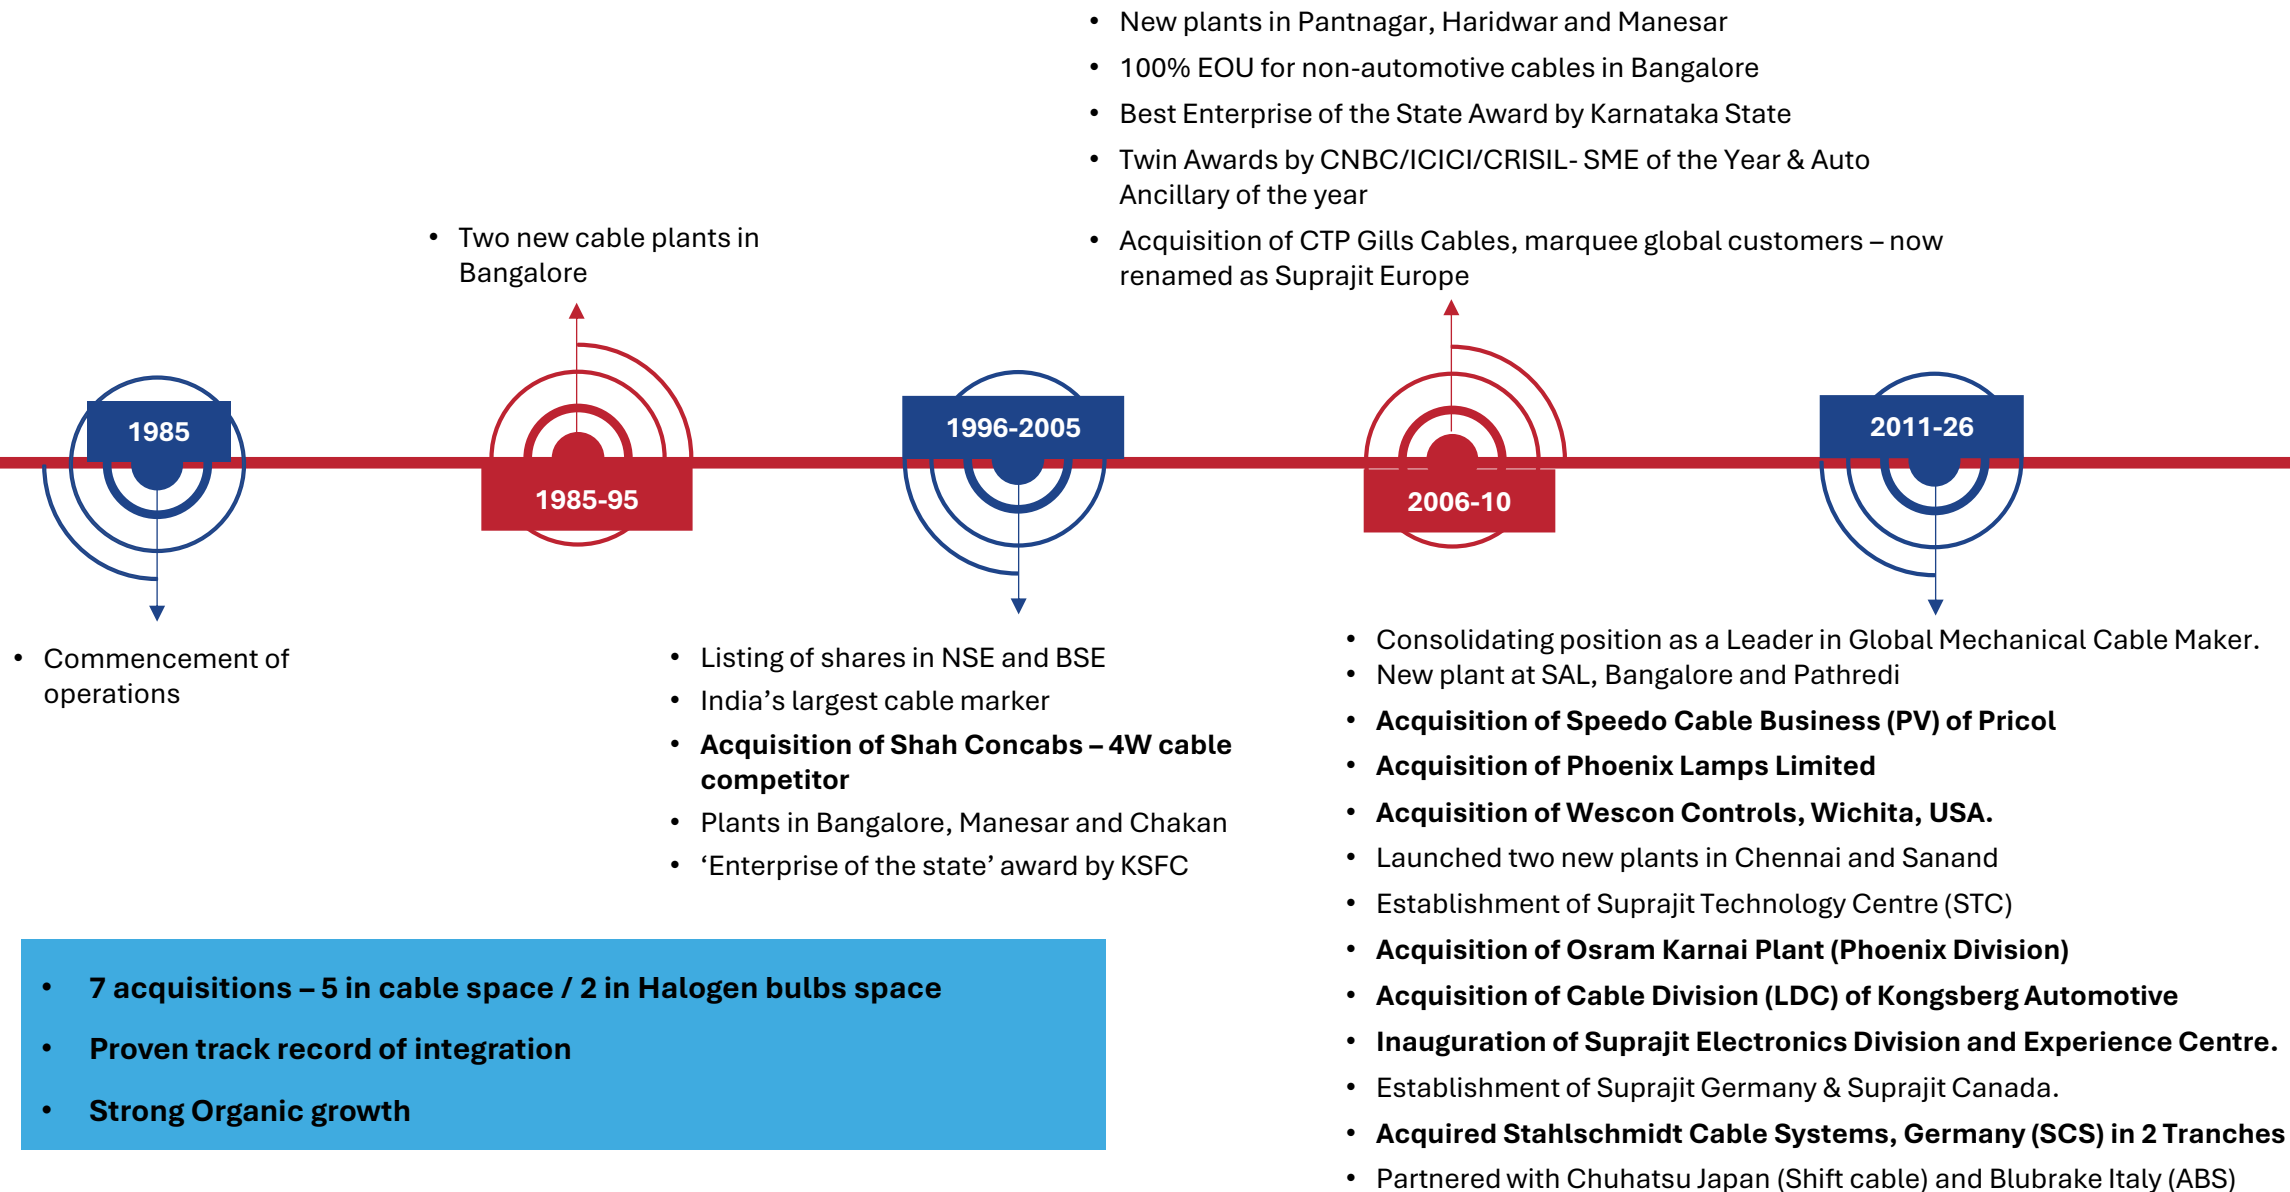 • New plants in Pantnagar, Haridwar and Manesar
• 100% EOU for non-automotive cables in Bangalore
• Best Enterprise of the State Award by Karnataka State
• Twin Awards by CNBC/ICICI/CRISIL- SME of the Year & Auto
Ancillary of the year
• Acquisition of CTP Gills Cables, marquee global customers – now
renamed as Suprajit Europe
• Two new cable plants in
Bangalore
1985
1985-95
1996-2005
2006-10
2011-26
• Commencement of
operations
• Listing of shares in NSE and BSE
• India’s largest cable marker
• Acquisition of Shah Concabs – 4W cable
competitor
• Plants in Bangalore, Manesar and Chakan
• ‘Enterprise of the state’ award by KSFC
• Consolidating position as a Leader in Global Mechanical Cable Maker.
• New plant at SAL, Bangalore and Pathredi
• Acquisition of Speedo Cable Business (PV) of Pricol
• Acquisition of Phoenix Lamps Limited
• Acquisition of Wescon Controls, Wichita, USA.
• Launched two new plants in Chennai and Sanand
• Establishment of Suprajit Technology Centre (STC)
• Acquisition of Osram Karnai Plant (Phoenix Division)
• Acquisition of Cable Division (LDC) of Kongsberg Automotive
• Inauguration of Suprajit Electronics Division and Experience Centre.
• Establishment of Suprajit Germany & Suprajit Canada.
• Acquired Stahlschmidt Cable Systems, Germany (SCS) in 2 Tranches
• Partnered with Chuhatsu Japan (Shift cable) and Blubrake Italy (ABS)
• 7 acquisitions – 5 in cable space / 2 in Halogen bulbs space
• Proven track record of integration
• Strong Organic growth